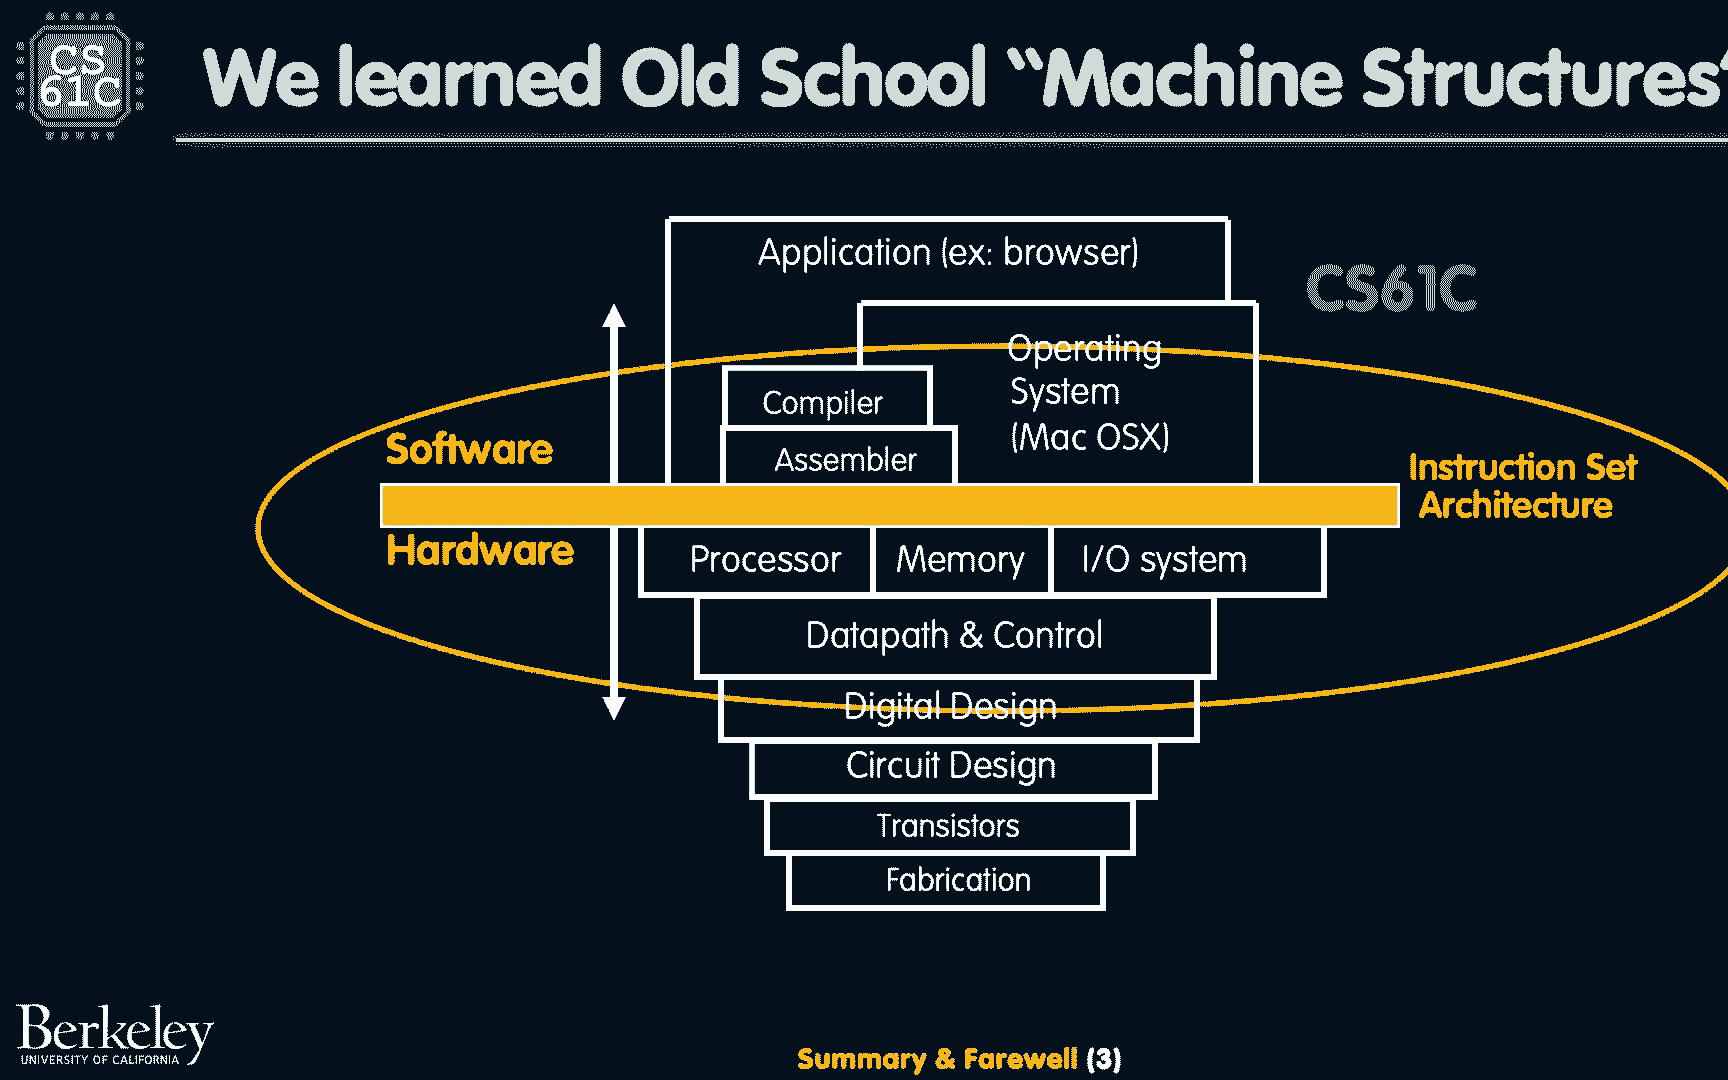 CS
61C
We learned Old School “Machine Structures”
Application (ex: browser)
CS61C
Operating
System
(Mac OSX)
Compiler
Assembler
Software
Instruction Set
Architecture
Hardware
Processor
Memory
I/O system
Datapath & Control
Digital Design
Circuit Design
Transistors
Fabrication
Berkeley
UNIVERSITY OF CALIFORNIA
Summary & Farewell (3)